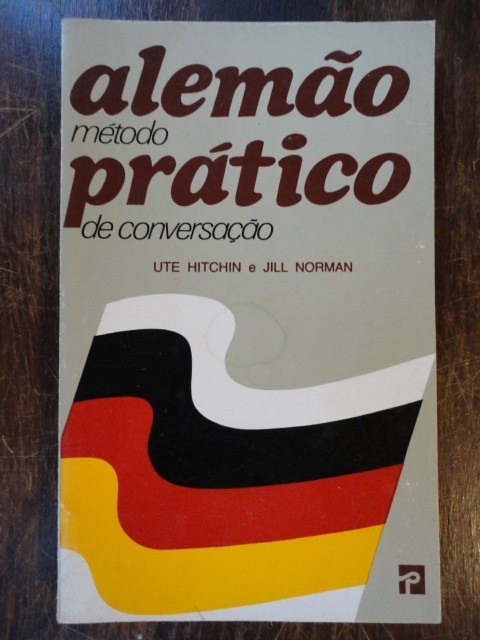 alemão
método
prático
de conversação
UTE HITCHIN e JILL NORMAN